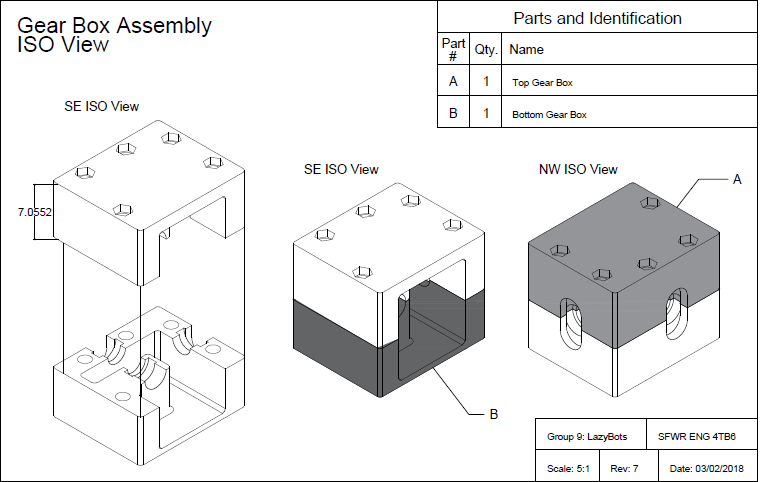 Gear Box Assembly
ISO View
Parts and Identification
Part # Qty. Name
A 1 Top Gear Box
B 1 Bottom Gear Box
SE ISO View
7.0552
SE ISO View
NW ISO View
A
B
Group 9: LazyBots SFWR ENG 4TB6
Scale: 5:1 Rev: 7 Date: 03/02/2018